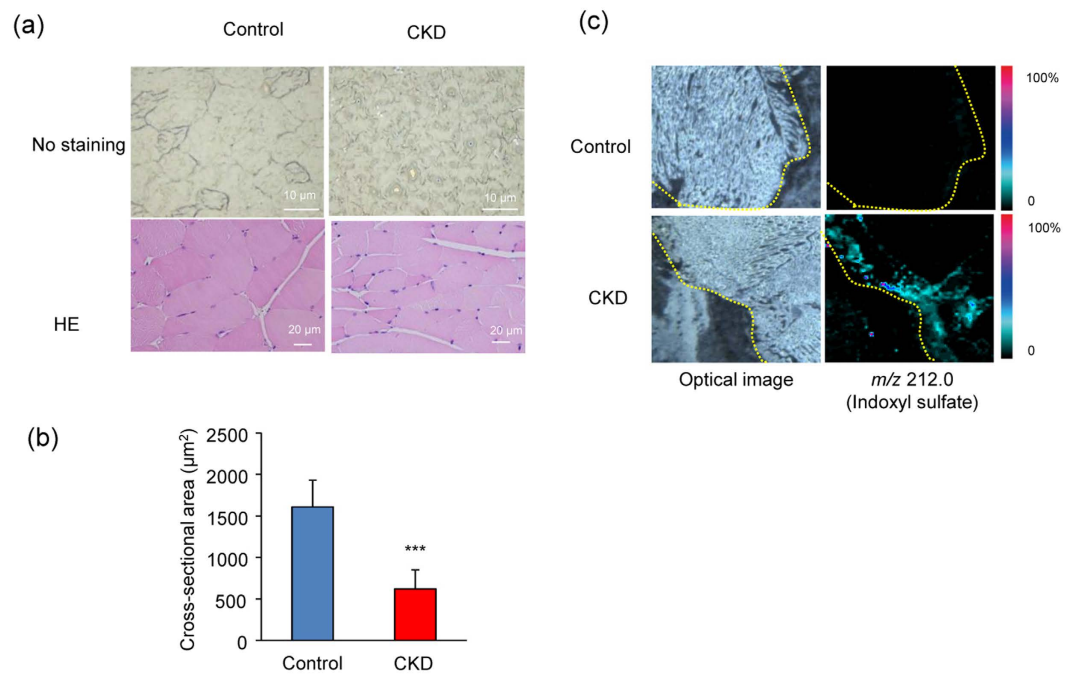 (a)
Control
CKD
No staining
10 µm
10 µm
HE
20 µm
20 µm
(b)
Cross-sectional area (µm²)
2500
2000
1500
1000
500
0
***
Control
CKD
(c)
Control
100%
0
CKD
100%
0
Optical image
m/z 212.0
(Indoxyl sulfate)